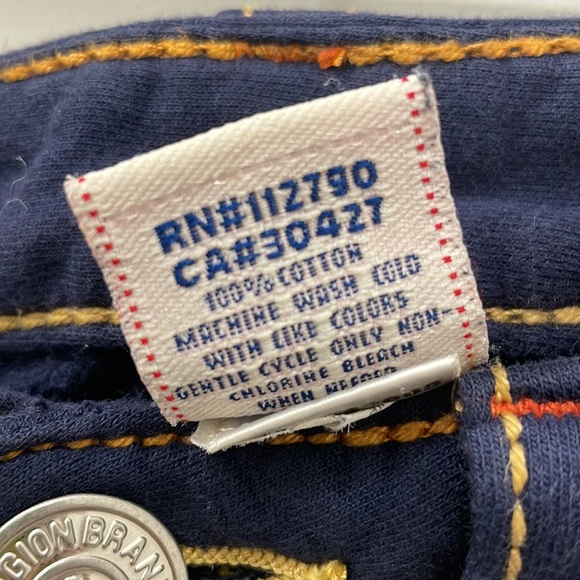 RN#112790
CA#30427
100% COTTON
MACHINE WASH COLD
WITH LIKE COLORS
GENTLE CYCLE ONLY NON-
CHLORINE BLEACH
WHEN NEEDED
GION BRAN